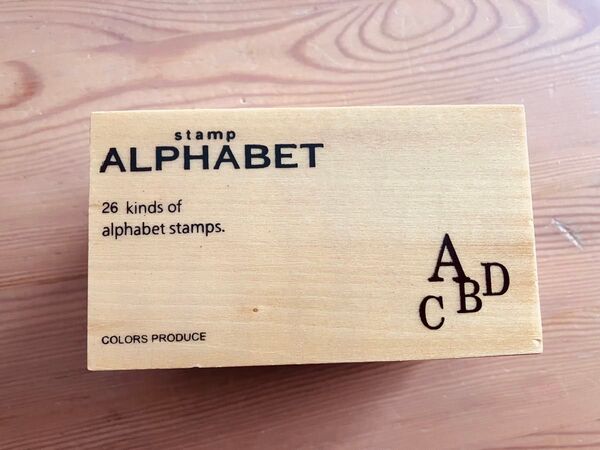 stamp
ALPHABET
26 kinds of
alphabet stamps.
A
C B D
COLORS PRODUCE